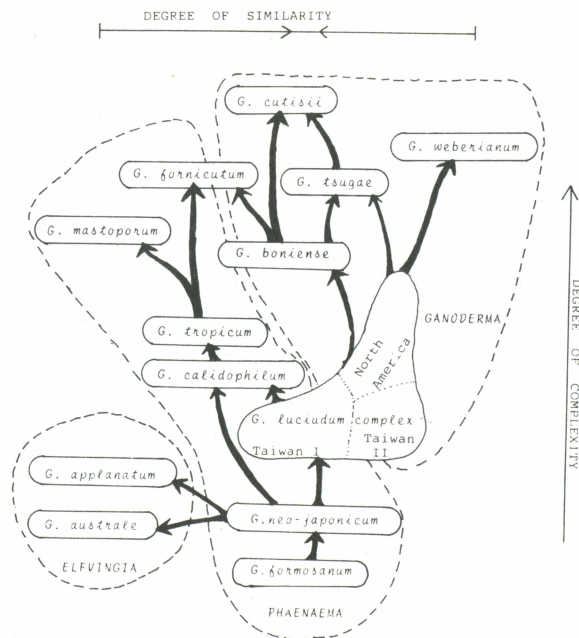 DEGREE OF SIMILARITY
G. cutisii
G. weberianum
G. fornicutum
G. tsugae
G. mastoporum
G. boniense
DEGREE OF COMPLEXITY
GANODERMA
North
America
G. tropicum
G. calidophilum
G. luciudum complex
Taiwan I
Taiwan
II
G. applanatum
G. neo-japonicum
G. australe
ELFVINGIA
G. formosanum
PHAENAEMA